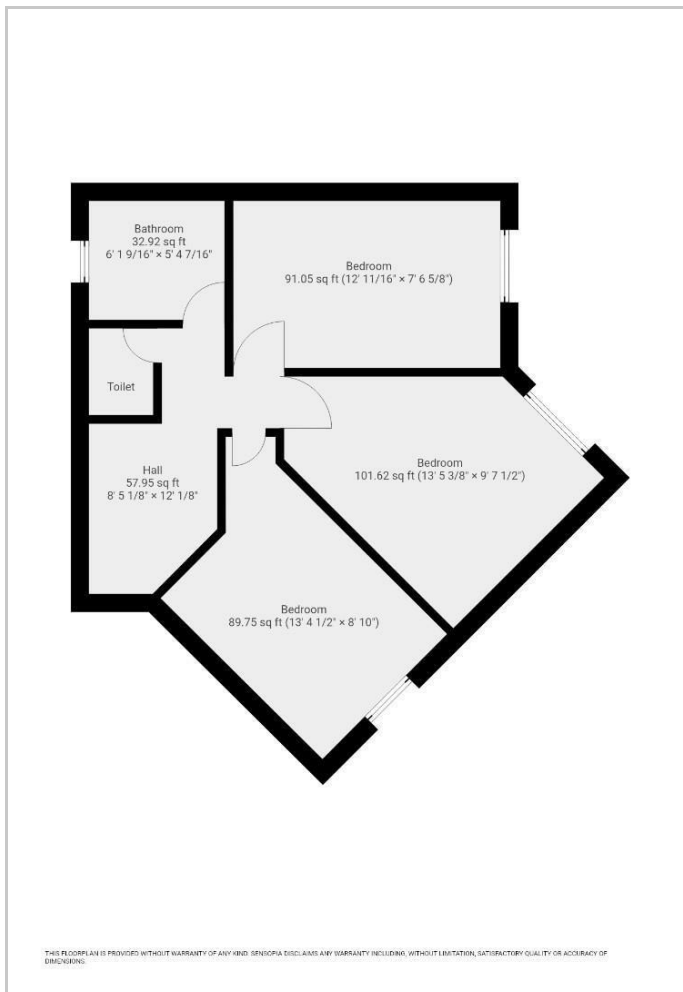 Bathroom
32.92 sq ft
6' 1 9/16" × 5' 4 7/16"
Bedroom
91.05 sq ft (12' 11/16" × 7' 6 5/8")
Toilet
Hall
57.95 sq ft
8' 5 1/8" × 12' 1/8"
Bedroom
101.62 sq ft (13' 5 3/8" × 9' 7 1/2")
Bedroom
89.75 sq ft (13' 4 1/2" × 8' 10")
THIS FLOORPLAN IS PROVIDED WITHOUT WARRANTY OF ANY KIND. SENSOPIA DISCLAIMS ANY WARRANTY INCLUDING, WITHOUT LIMITATION, SATISFACTORY QUALITY OR ACCURACY OF
DIMENSIONS.